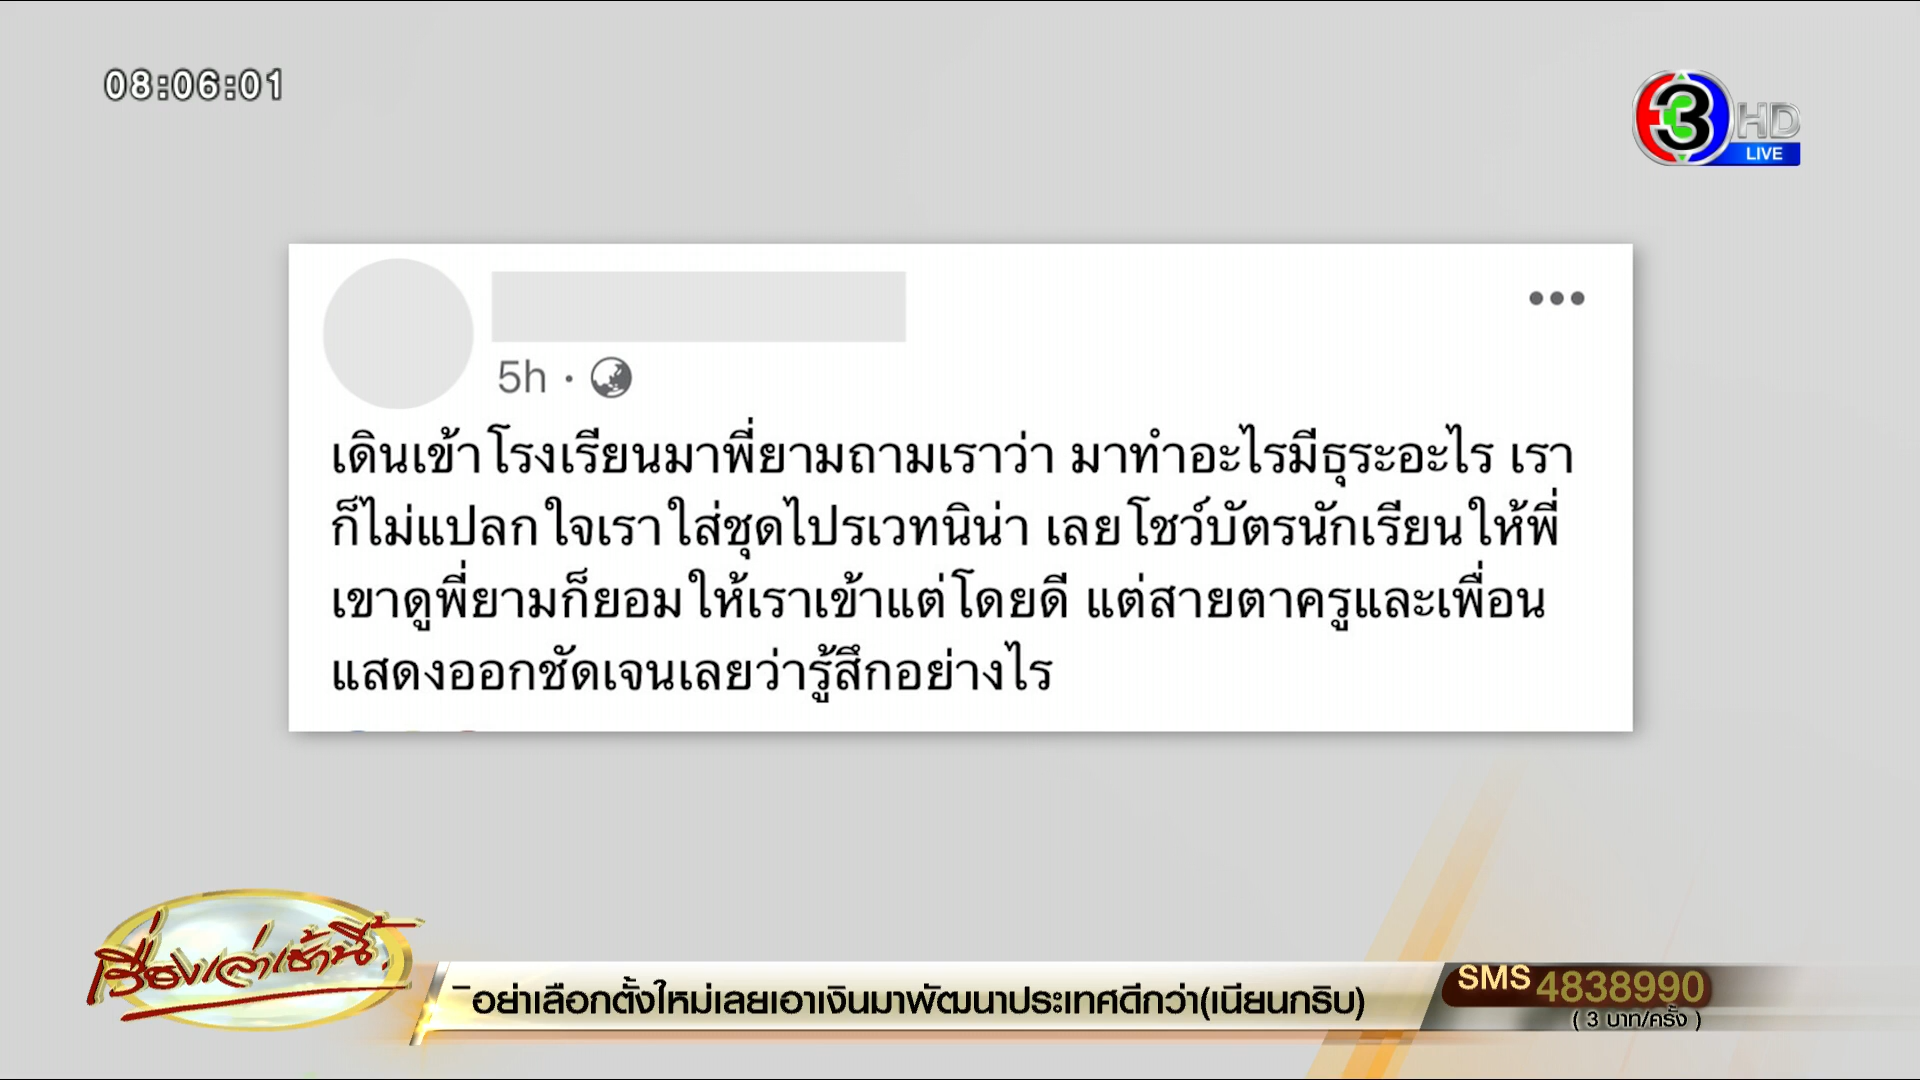 08:06:01
3 HD
LIVE
5h ·
เดินเข้าโรงเรียนมาพี่ยามถามเราว่า มาทำอะไรมีธุระอะไร เรา
ก็ไม่แปลกใจเราใส่ชุดไปรเวทนิน่า เลยโชว์บัตรนักเรียนให้พี่
เขาดูพี่ยามก็ยอมให้เราเข้าแต่โดยดี แต่สายตาครูและเพื่อน
แสดงออกชัดเจนเลยว่ารู้สึกอย่างไร
เรื่องเล่าเช้านี้
อย่าเลือกตั้งใหม่เลยเอาเงินมาพัฒนาประเทศดีกว่า(เนียนกริบ)
SMS 4838990
( 3 บาท/ครั้ง )